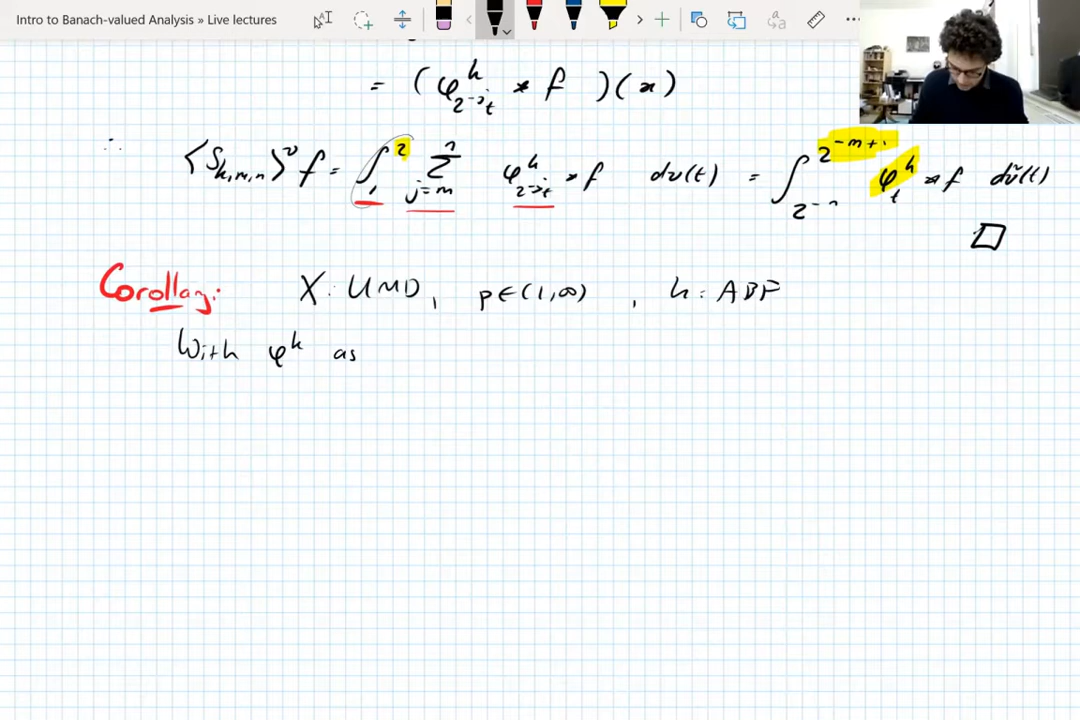 Intro to Banach-valued Analysis » Live lectures
= (φ^h_{2^{-j}t} * f)(x)
∴ ⟨S_{h,m,n}⟩^ν f = ∫_1^2 Σ_{j=m}^n φ^h_{2^{-j}t} * f dν(t) = ∫_{2^{-n}}^{2^{-m+1}} φ^h_t * f dν̃(t)
□
Corollary: X: UMD, p∈(1,∞), h: ABF
With φ^h as